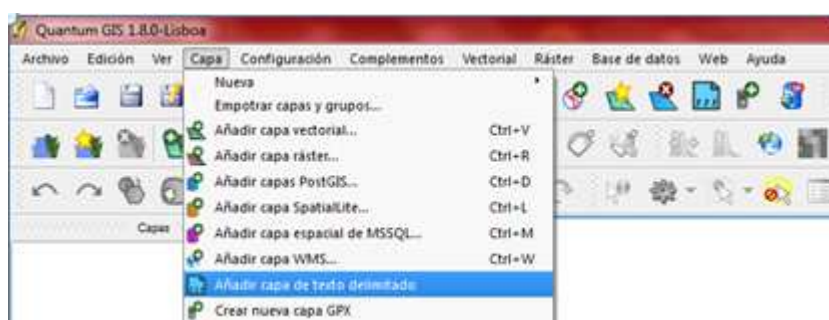 Quantum GIS 1.8.0-Lisboa
Archivo Edición Ver Capa Configuración Complementos Vectorial Ráster Base de datos Web Ayuda
Nueva
Empotrar capas y grupos...
Añadir capa vectorial... Ctrl+V
Añadir capa ráster... Ctrl+R
Añadir capas PostGIS... Ctrl+D
Añadir capa SpatiaLite... Ctrl+L
Añadir capa espacial de MSSQL... Ctrl+M
Capas
Añadir capa WMS... Ctrl+W
Añadir capa de texto delimitado
Crear nueva capa GPX